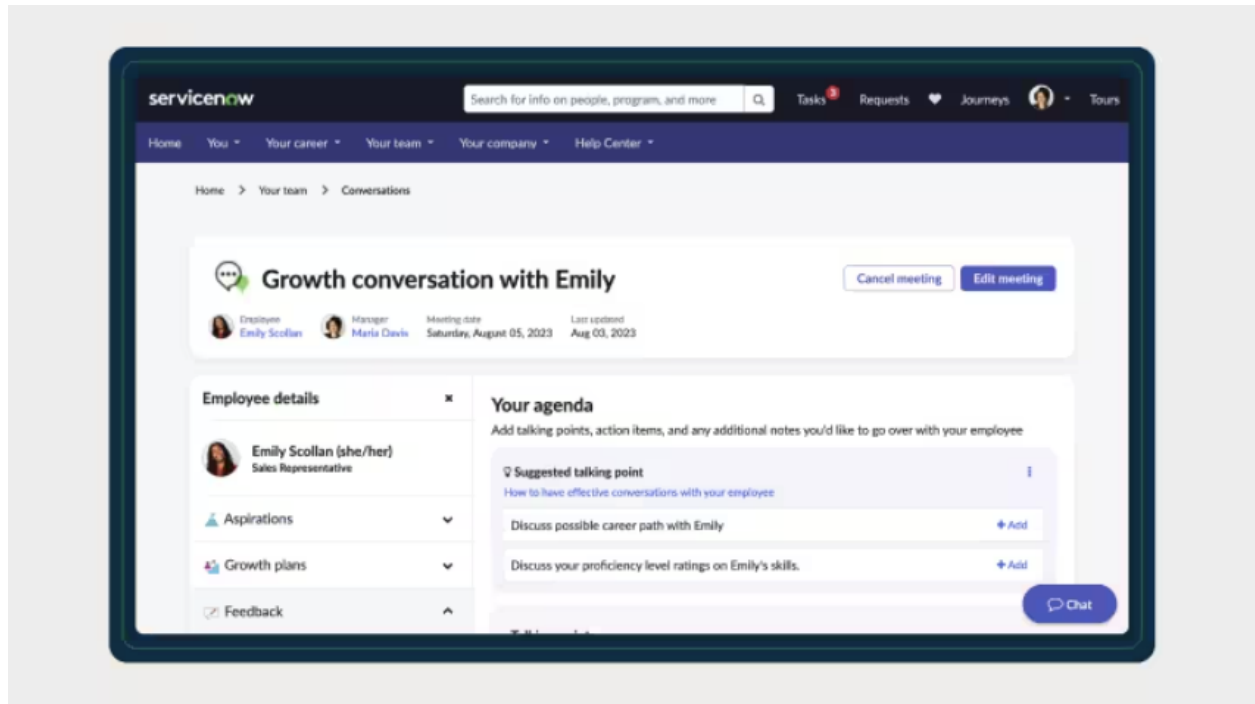 servicenow
Search for info on people, program, and more
Tasks 3
Requests
Journeys
Tours
Home
You
Your career
Your team
Your company
Help Center
Home > Your team > Conversations
Growth conversation with Emily
Cancel meeting
Edit meeting
Employee
Emily Scollan
Manager
Maria Davis
Meeting date
Saturday, August 05, 2023
Last updated
Aug 03, 2023
Employee details
Emily Scollan (she/her)
Sales Representative
Aspirations
Growth plans
Feedback
Your agenda
Add talking points, action items, and any additional notes you'd like to go over with your employee
Suggested talking point
How to have effective conversations with your employee
Discuss possible career path with Emily
+ Add
Discuss your proficiency level ratings on Emily's skills.
+ Add
Chat